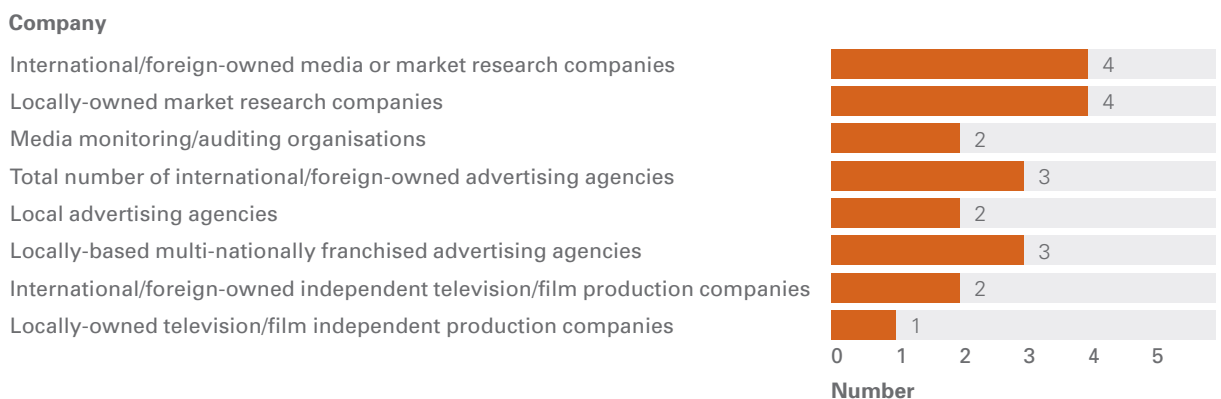 Company
International/foreign-owned media or market research companies 4
Locally-owned market research companies 4
Media monitoring/auditing organisations 2
Total number of international/foreign-owned advertising agencies 3
Local advertising agencies 2
Locally-based multi-nationally franchised advertising agencies 3
International/foreign-owned independent television/film production companies 2
Locally-owned television/film independent production companies 1
0 1 2 3 4 5
Number